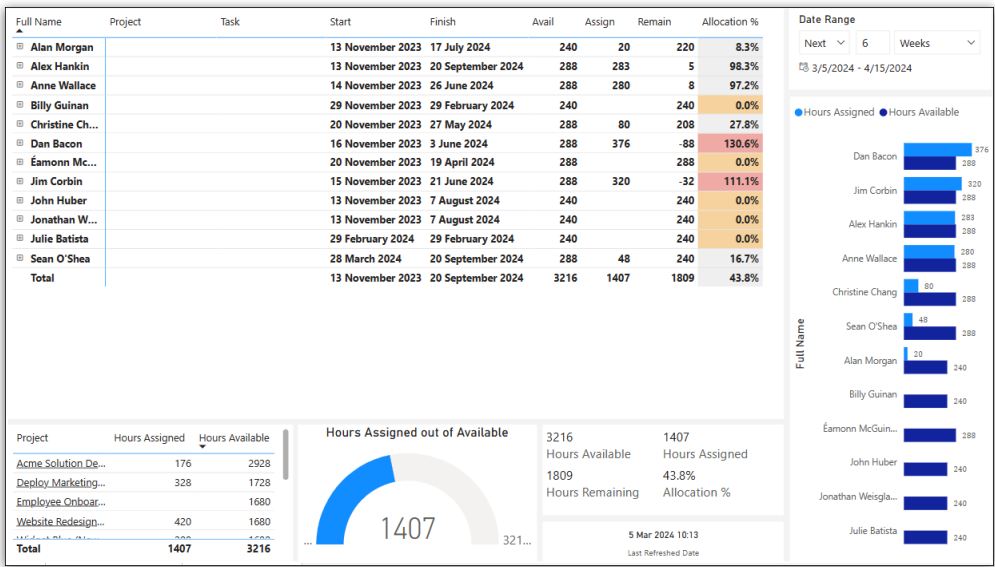 Full Name Project Task Start Finish Avail Assign Remain Allocation %
Alan Morgan 13 November 2023 17 July 2024 240 20 220 8.3%
Alex Hankin 13 November 2023 20 September 2024 288 283 5 98.3%
Anne Wallace 14 November 2023 26 June 2024 288 280 8 97.2%
Billy Guinan 29 November 2023 29 February 2024 240 240 0.0%
Christine Ch... 20 November 2023 27 May 2024 288 80 208 27.8%
Dan Bacon 16 November 2023 3 June 2024 288 376 -88 130.6%
Éamonn Mc... 20 November 2023 19 April 2024 288 288 0.0%
Jim Corbin 15 November 2023 21 June 2024 288 320 -32 111.1%
John Huber 13 November 2023 7 August 2024 240 240 0.0%
Jonathan W... 13 November 2023 7 August 2024 240 240 0.0%
Julie Batista 29 February 2024 29 February 2024 240 240 0.0%
Sean O'Shea 28 March 2024 20 September 2024 288 48 240 16.7%
Total 13 November 2023 20 September 2024 3216 1407 1809 43.8%
Date Range
Next 6 Weeks
3/5/2024 - 4/15/2024
Hours Assigned Hours Available
Full Name
Dan Bacon 376
288
Jim Corbin 320
288
Alex Hankin 283
288
Anne Wallace 280
288
Christine Chang 80
288
Sean O'Shea 48
288
Alan Morgan 20
240
Billy Guinan 240
Éamonn McGuin... 288
John Huber 240
Jonathan Weisgla... 240
Julie Batista 240
Project Hours Assigned Hours Available
Acme Solution De... 176 2928
Deploy Marketing... 328 1728
Employee Onboar... 1680
Website Redesign... 420 1680
Total 1407 3216
Hours Assigned out of Available
1407
... 321...
3216 1407
Hours Available Hours Assigned
1809 43.8%
Hours Remaining Allocation %
5 Mar 2024 10:13
Last Refreshed Date